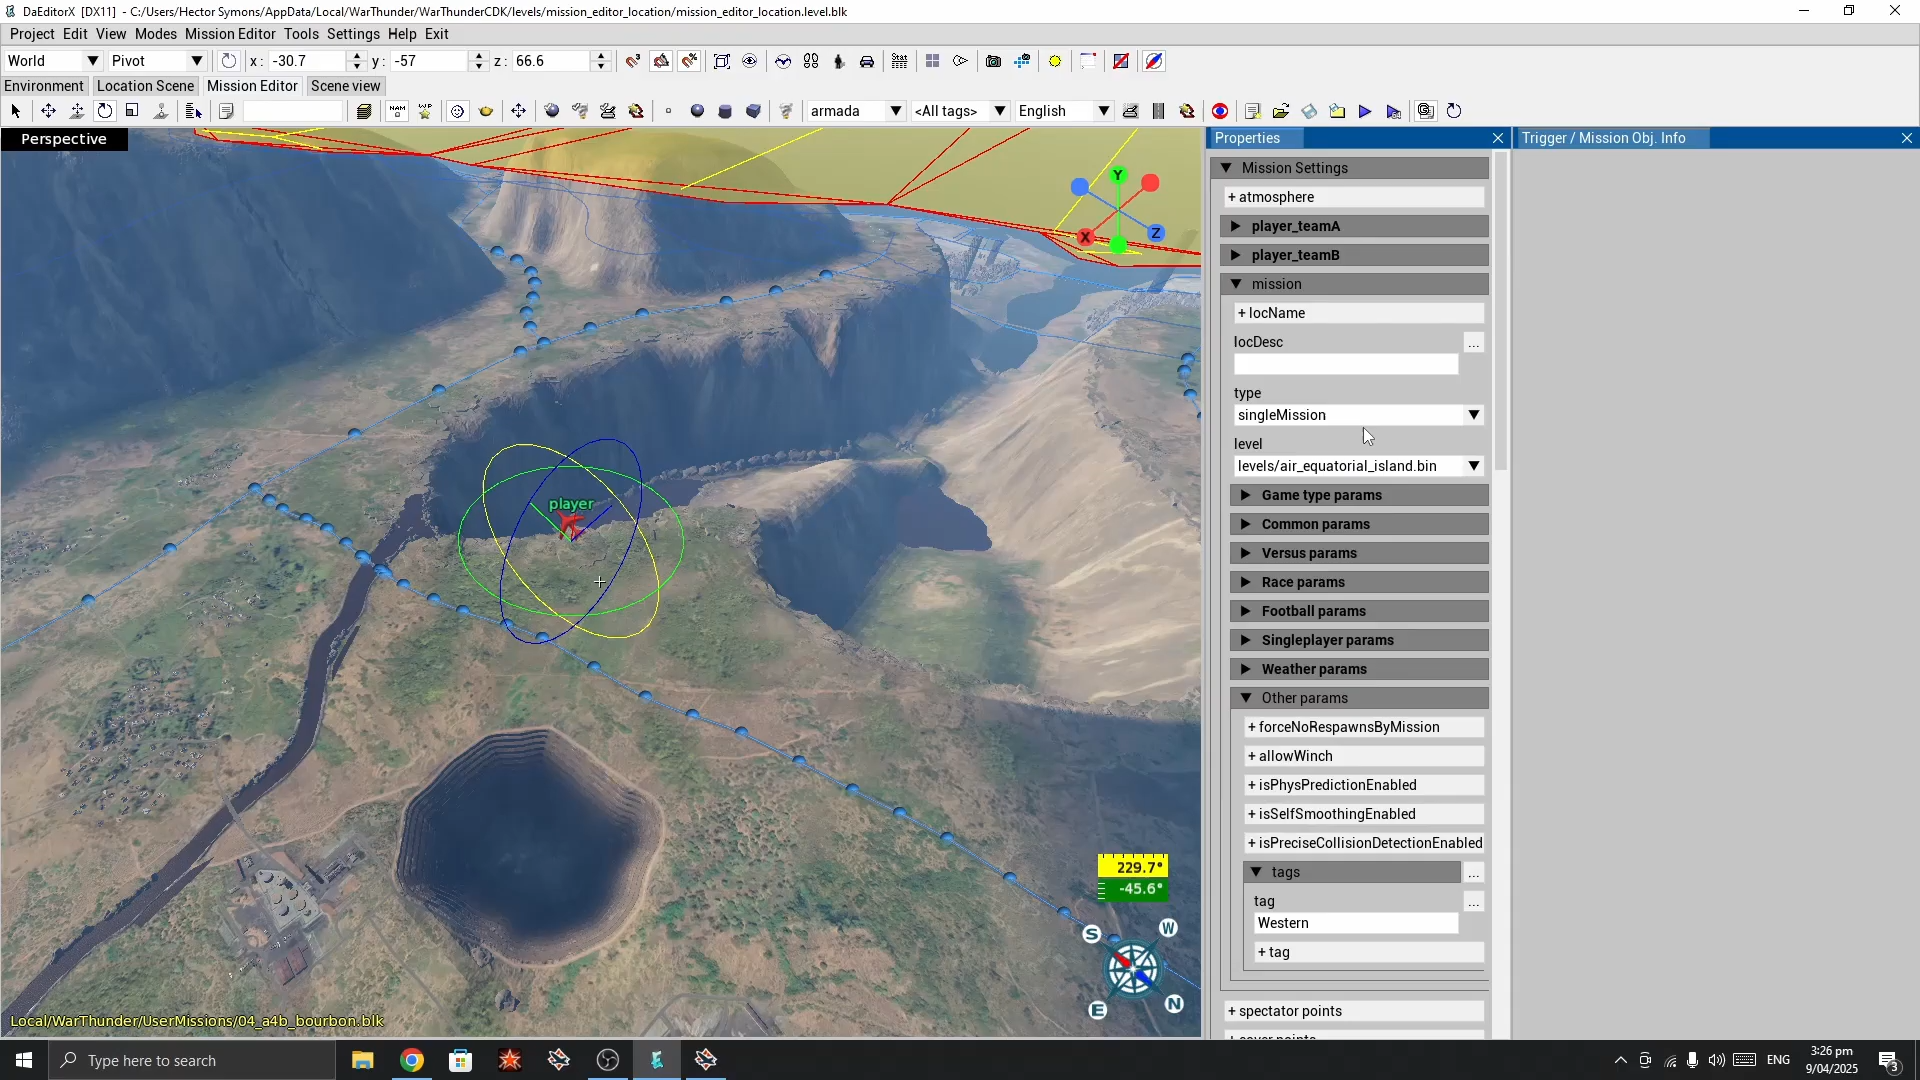 DaEditorX [DX11] - C:/Users/Hector Symons/AppData/Local/WarThunder/WarThunderCDK/levels/mission_editor_location/mission_editor_location.level.blk
Project Edit View Modes Mission Editor Tools Settings Help Exit
World Pivot x : -30.7 y : -57 z : 66.6 Stat
Environment Location Scene Mission Editor Scene view
NAM WP armada <All tags> English
Perspective
Properties
Trigger / Mission Obj. Info
Mission Settings
+ atmosphere
player_teamA
player_teamB
mission
+ locName
locDesc
...
type
singleMission
level
levels/air_equatorial_island.bin
Game type params
Common params
Versus params
Race params
Football params
Singleplayer params
Weather params
Other params
+ forceNoRespawnsByMission
+ allowWinch
+ isPhysPredictionEnabled
+ isSelfSmoothingEnabled
+ isPreciseCollisionDetectionEnabled
tags
...
tag
...
Western
+ tag
+ spectator points
Y
X
Z
player
229.7°
-45.6°
S W
E N
Local/WarThunder/UserMissions/04_a4b_bourbon.blk
Type here to search
ENG
3:26 pm
9/04/2025
3